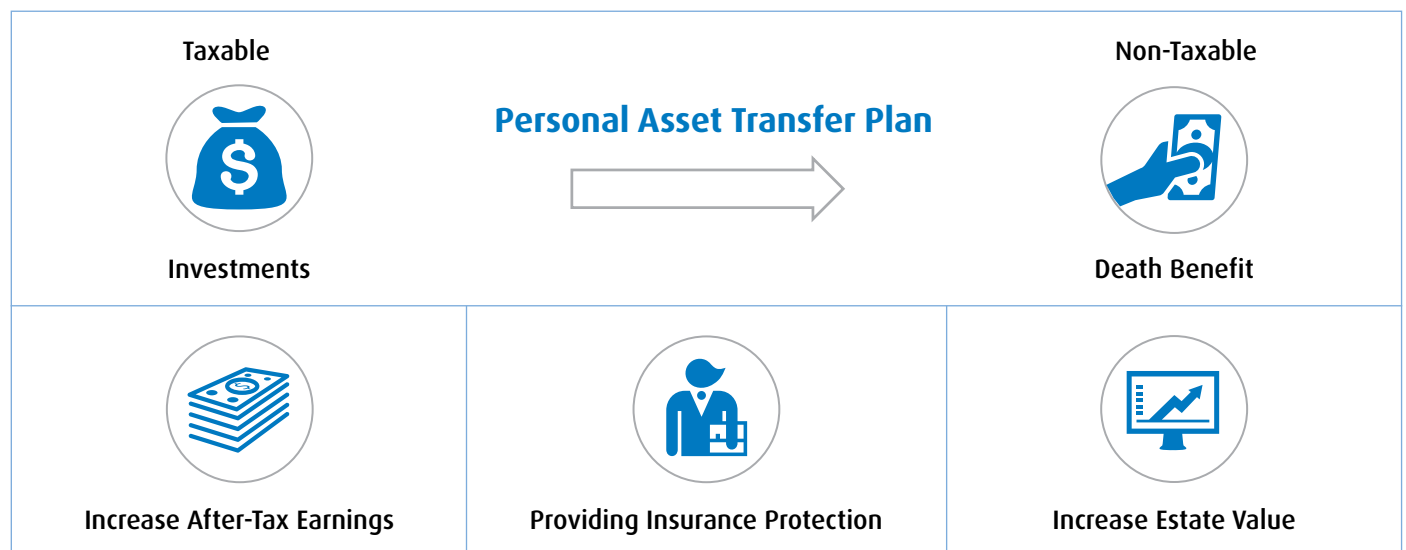 Taxable
Non-Taxable
Personal Asset Transfer Plan
$
Investments
Death Benefit
$
Increase After-Tax Earnings
Providing Insurance Protection
Increase Estate Value